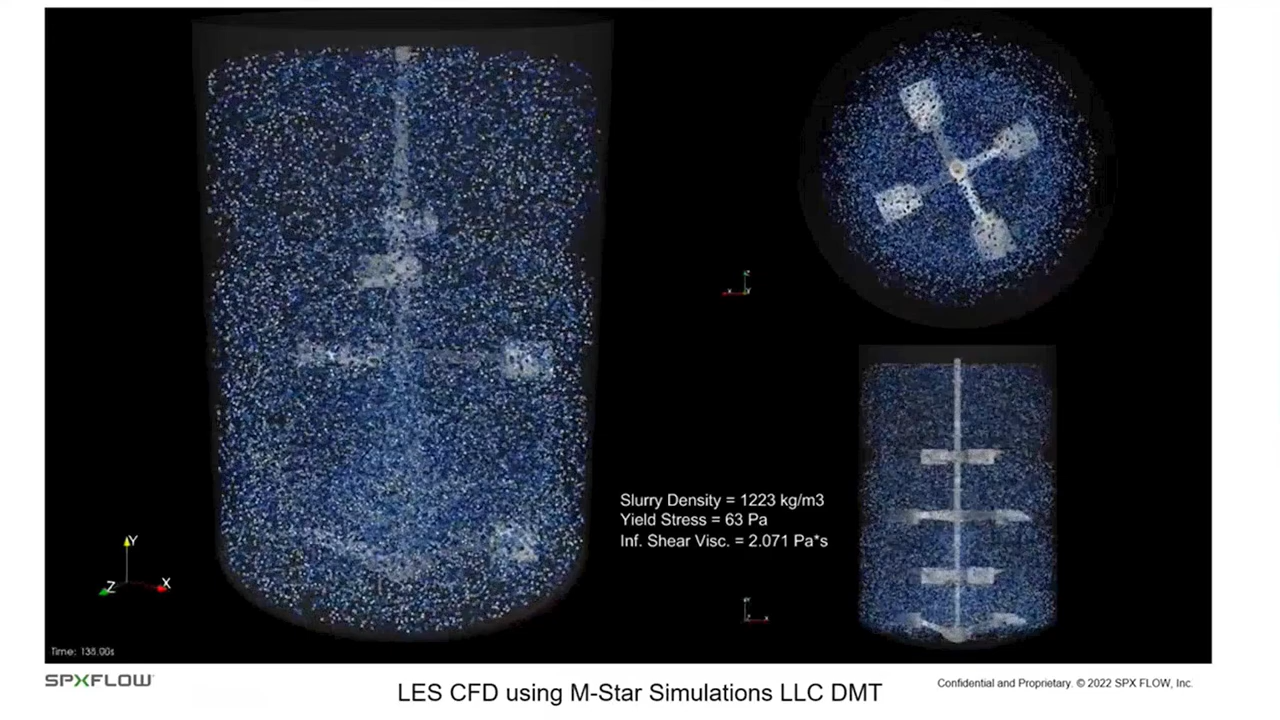 Slurry Density = 1223 kg/m3
Yield Stress = 63 Pa
Inf. Shear Visc. = 2.071 Pa*s
Y
Z
X
Time: 138.00s
SPXFLOW
LES CFD using M-Star Simulations LLC DMT
Confidential and Proprietary. © 2022 SPX FLOW, Inc.